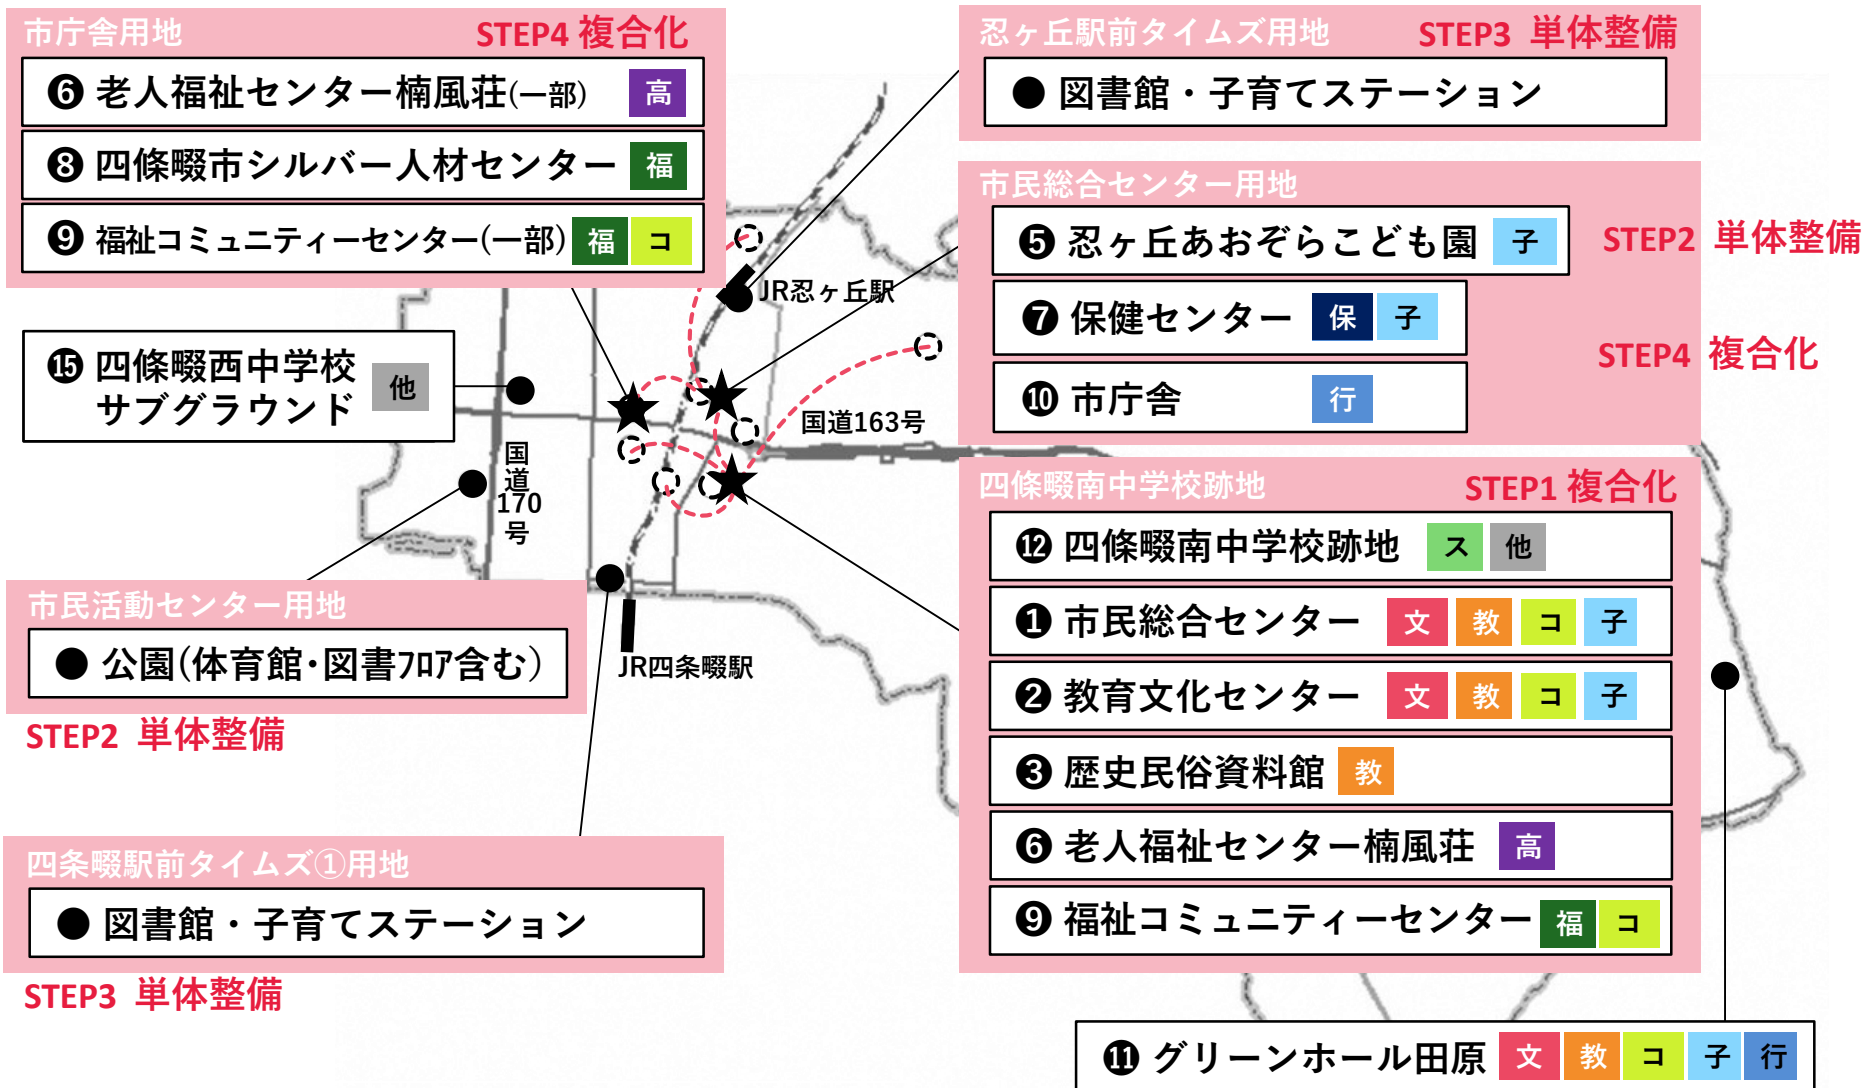 市庁舎用地 STEP4 複合化
❻ 老人福祉センター楠風荘(一部) 高
❽ 四條畷市シルバー人材センター 福
❾ 福祉コミュニティーセンター(一部) 福 コ
忍ヶ丘駅前タイムズ用地 STEP3 単体整備
● 図書館・子育てステーション
市民総合センター用地
❺ 忍ヶ丘あおぞらこども園 子
STEP2 単体整備
❼ 保健センター 保 子
❿ 市庁舎 行
STEP4 複合化
JR忍ヶ丘駅
⓯ 四條畷西中学校
サブグラウンド 他
国道163号
国道170号
四條畷南中学校跡地 STEP1 複合化
⓬ 四條畷南中学校跡地 ス 他
❶ 市民総合センター 文 教 コ 子
❷ 教育文化センター 文 教 コ 子
❸ 歴史民俗資料館 教
❻ 老人福祉センター楠風荘 高
❾ 福祉コミュニティーセンター 福 コ
市民活動センター用地
● 公園(体育館・図書ﾌﾛｱ含む)
STEP2 単体整備
JR四条畷駅
四条畷駅前タイムズ①用地
● 図書館・子育てステーション
STEP3 単体整備
⓫ グリーンホール田原 文 教 コ 子 行